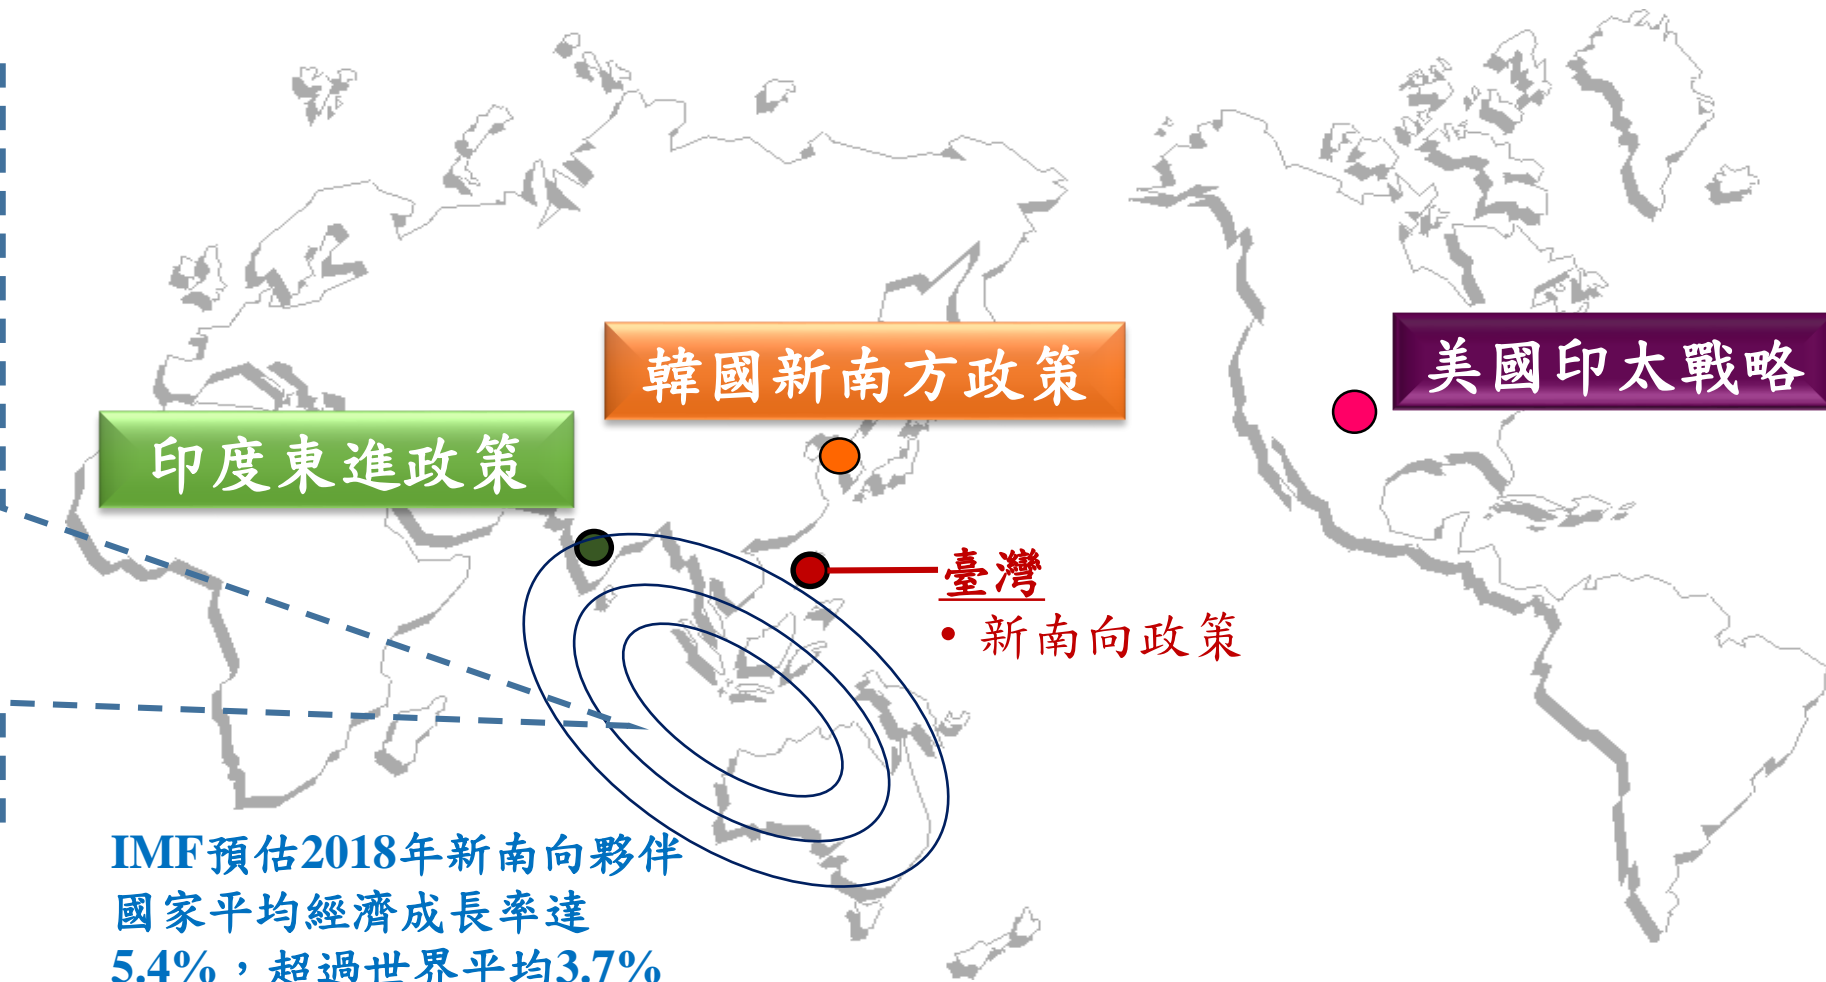 美國印太戰略
韓國新南方政策
印度東進政策
臺灣
• 新南向政策
IMF預估2018年新南向夥伴
國家平均經濟成長率達
5.4%，超過世界平均3.7%